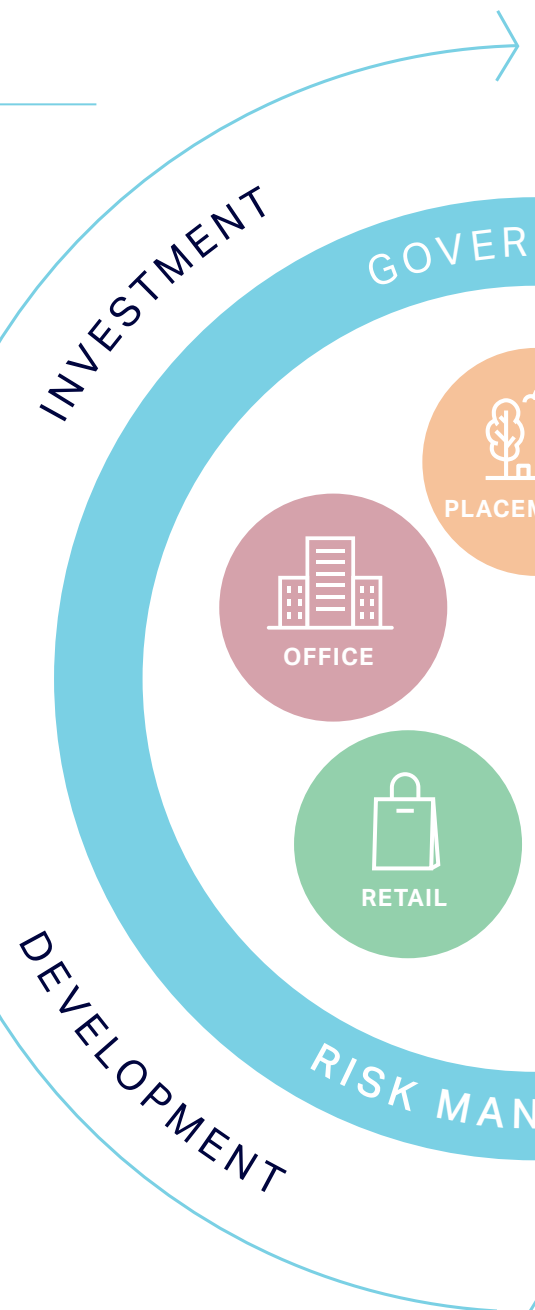 INVESTMENT
GOVER
PLACEM
OFFICE
RETAIL
RISK MAN
DEVELOPMENT